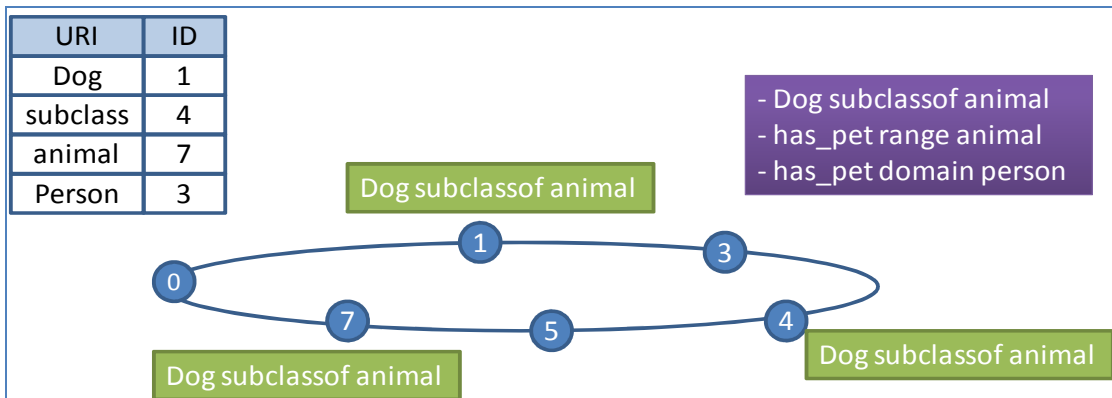 URI ID
Dog 1
subclass 4
animal 7
Person 3
- Dog subclassof animal
- has_pet range animal
- has_pet domain person
Dog subclassof animal
1
3
0
7
5
4
Dog subclassof animal
Dog subclassof animal